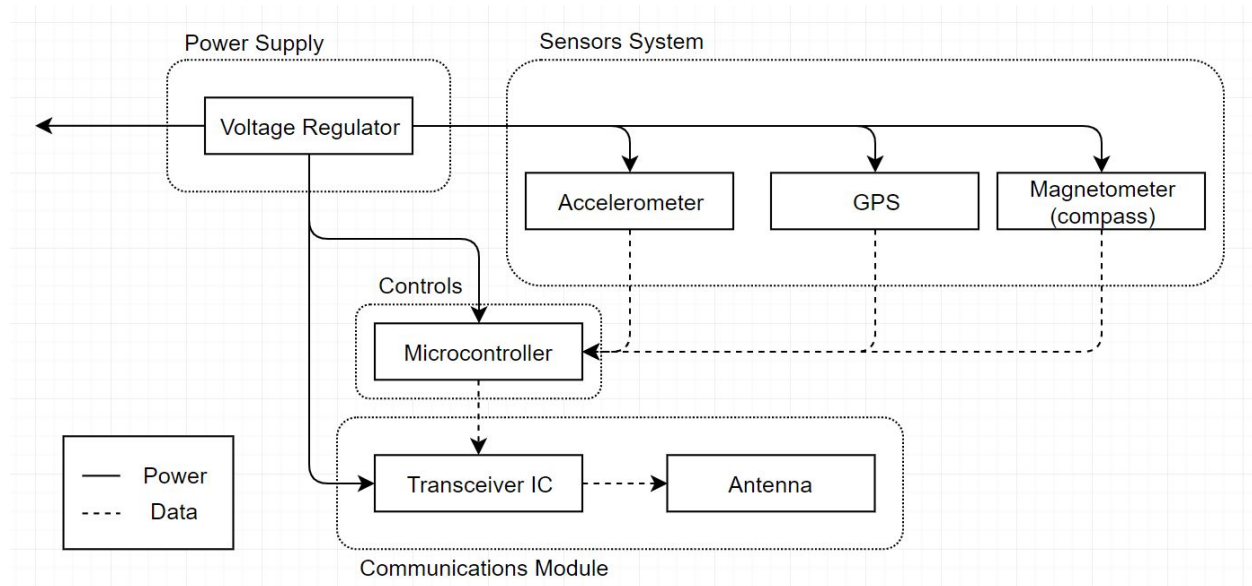 Power Supply
Sensors System
Voltage Regulator
Accelerometer
GPS
Magnetometer
(compass)
Controls
Microcontroller
Power
Data
Transceiver IC
Antenna
Communications Module